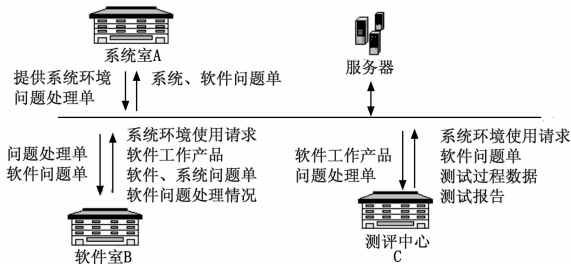 系统室A
服务器
提供系统环境
问题处理单
系统、软件问题单
问题处理单
软件问题单
系统环境使用请求
软件工作产品
软件、系统问题单
软件问题处理情况
软件工作产品
问题处理单
系统环境使用请求
软件问题单
测试过程数据
测试报告
软件室B
测评中心
C